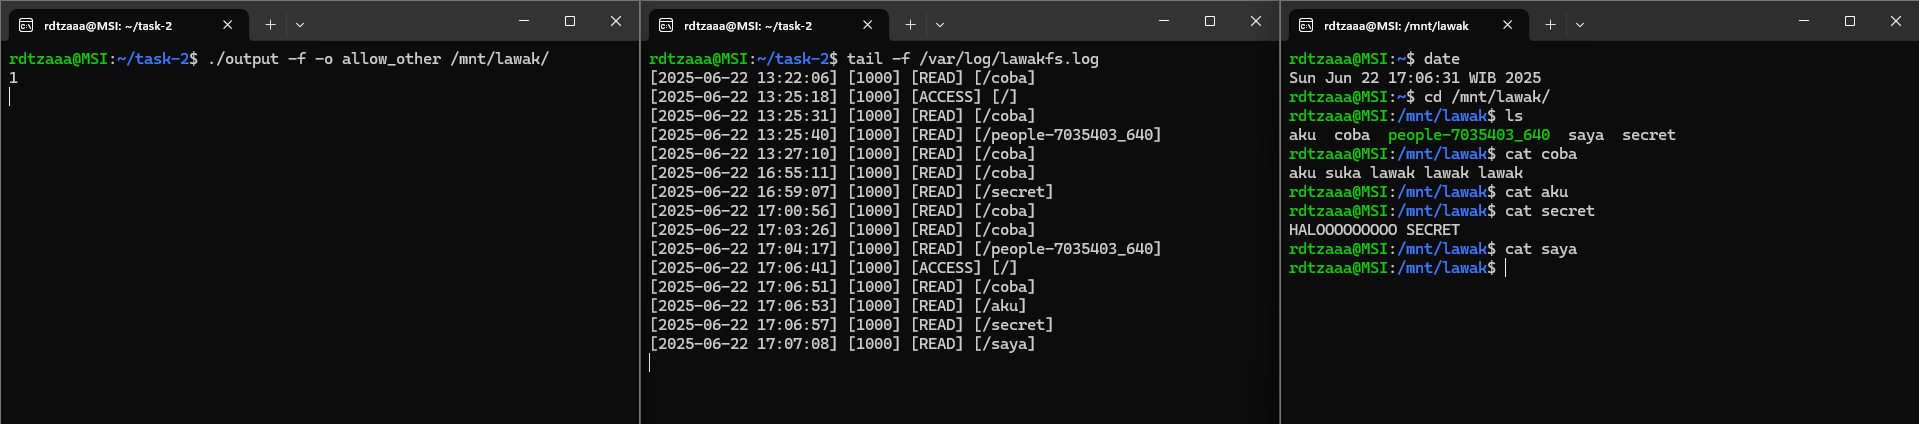 rdtzaaa@MSI: ~/task-2
rdtzaaa@MSI:~/task-2$ ./output -f -o allow_other /mnt/lawak/
1
rdtzaaa@MSI: ~/task-2
rdtzaaa@MSI:~/task-2$ tail -f /var/log/lawakfs.log
[2025-06-22 13:22:06] [1000] [READ] [/coba]
[2025-06-22 13:25:18] [1000] [ACCESS] [/]
[2025-06-22 13:25:31] [1000] [READ] [/coba]
[2025-06-22 13:25:40] [1000] [READ] [/people-7035403_640]
[2025-06-22 13:27:10] [1000] [READ] [/coba]
[2025-06-22 16:55:11] [1000] [READ] [/coba]
[2025-06-22 16:59:07] [1000] [READ] [/secret]
[2025-06-22 17:00:56] [1000] [READ] [/coba]
[2025-06-22 17:03:26] [1000] [READ] [/coba]
[2025-06-22 17:04:17] [1000] [READ] [/people-7035403_640]
[2025-06-22 17:06:41] [1000] [ACCESS] [/]
[2025-06-22 17:06:51] [1000] [READ] [/coba]
[2025-06-22 17:06:53] [1000] [READ] [/aku]
[2025-06-22 17:06:57] [1000] [READ] [/secret]
[2025-06-22 17:07:08] [1000] [READ] [/saya]
rdtzaaa@MSI: /mnt/lawak
rdtzaaa@MSI:~$ date
Sun Jun 22 17:06:31 WIB 2025
rdtzaaa@MSI:~$ cd /mnt/lawak/
rdtzaaa@MSI:/mnt/lawak$ ls
aku  coba  people-7035403_640  saya  secret
rdtzaaa@MSI:/mnt/lawak$ cat coba
aku suka lawak lawak lawak
rdtzaaa@MSI:/mnt/lawak$ cat aku
rdtzaaa@MSI:/mnt/lawak$ cat secret
HALOOOOOOOOO SECRET
rdtzaaa@MSI:/mnt/lawak$ cat saya
rdtzaaa@MSI:/mnt/lawak$